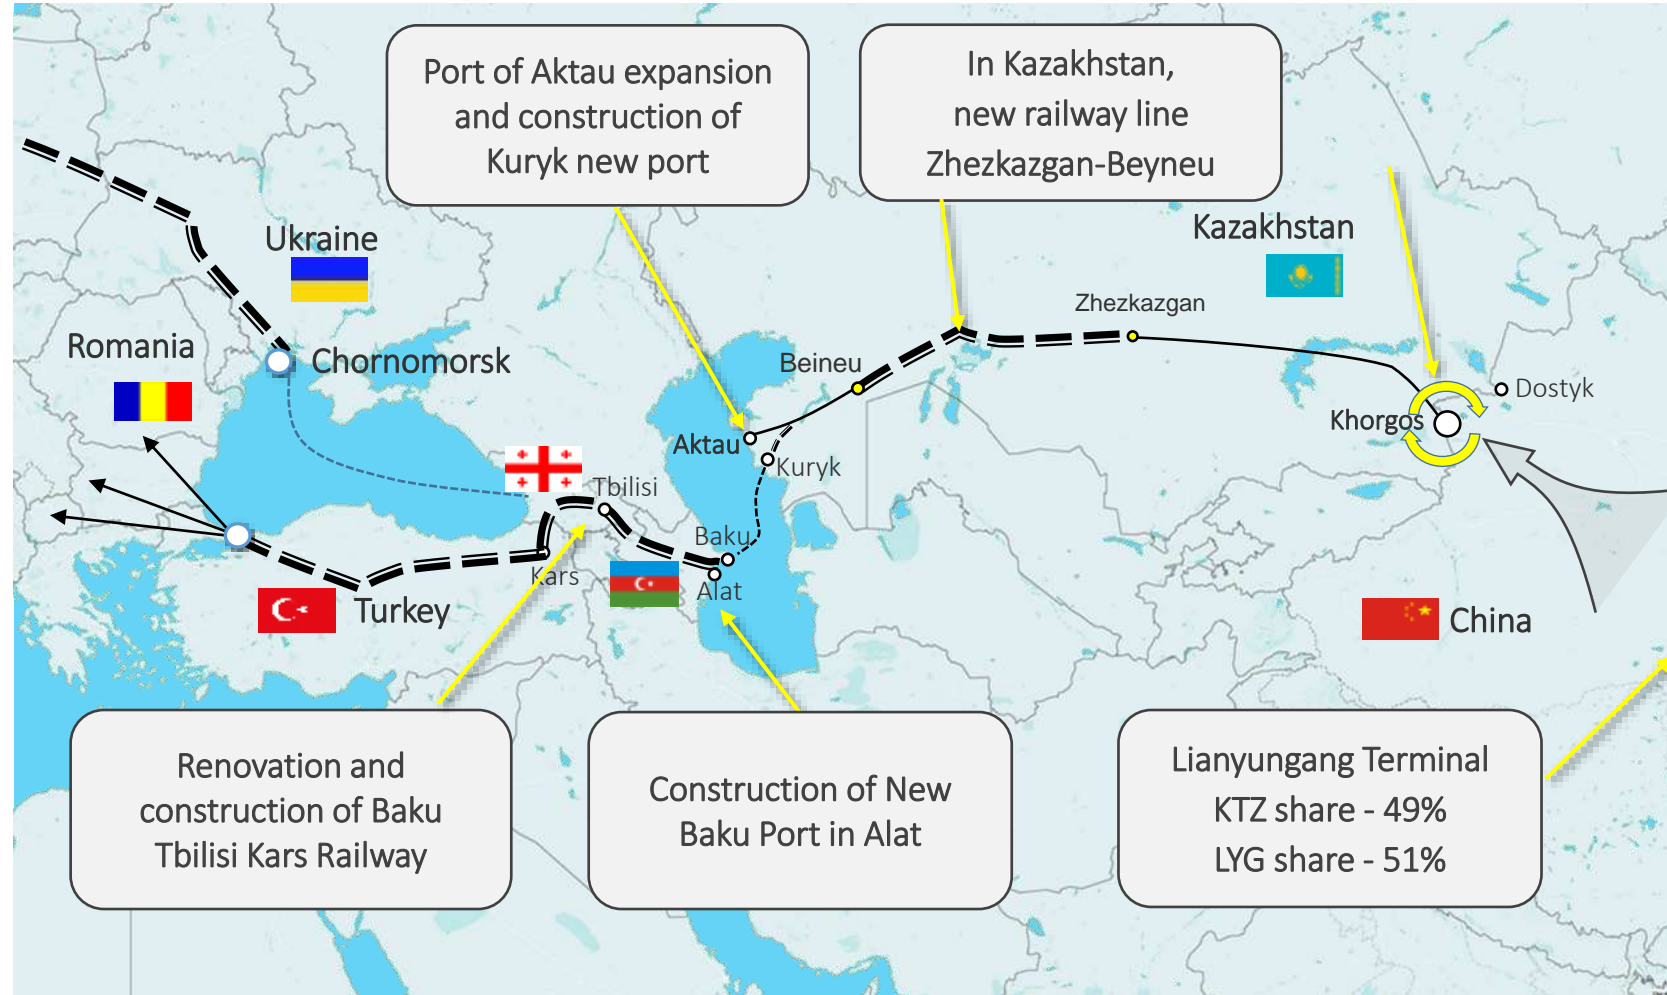 Port of Aktau expansion
and construction of
Kuryk new port
In Kazakhstan,
new railway line
Zhezkazgan-Beyneu
Ukraine
Kazakhstan
Romania
Chornomorsk
Zhezkazgan
Beineu
Dostyk
Khorgos
Aktau
Kuryk
Tbilisi
Baku
Kars
Alat
Turkey
China
Renovation and
construction of Baku
Tbilisi Kars Railway
Construction of New
Baku Port in Alat
Lianyungang Terminal
KTZ share - 49%
LYG share - 51%